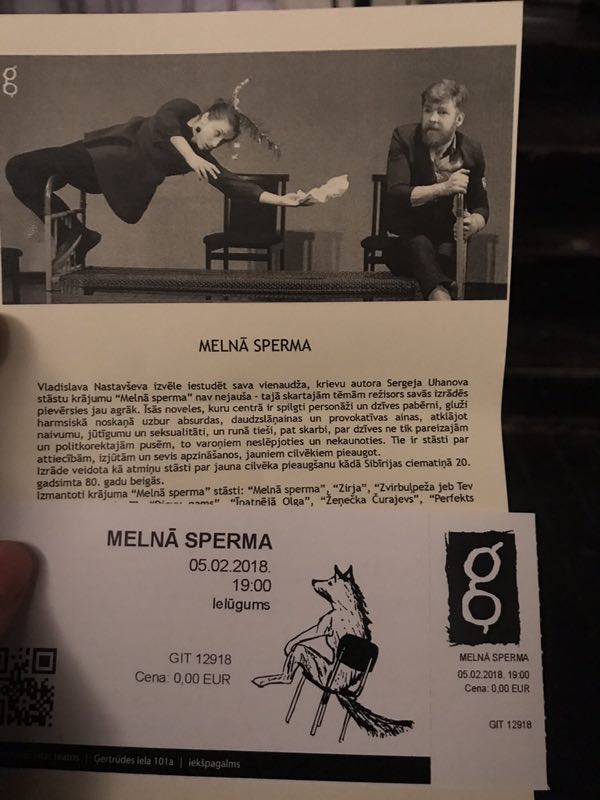 MELNĀ SPERMA
Vladislava Nastavševa izvēle iestudēt sava vienaudža, krievu autora Sergeja Uhanova
stāstu krājumu “Melnā sperma” nav nejauša - tajā skartajām tēmām režisors savās izrādēs
pievērsies jau agrāk. Īsās noveles, kuru centrā ir spilgti personāži un dzīves pabērni, gluži
harmsiskā noskaņā uzbur absurdas, daudzslāņainas un provokatīvas ainas, atklājot
naivumu, jūtīgumu un seksualitāti, un runā tieši, pat skarbi, par dzīves ne tik pareizajām
un politkorektajām pusēm, to varoņiem neslēpjoties un nekaunoties. Tie ir stāsti par
attiecībām, izjūtām un sevis apzināšanos, jauniem cilvēkiem pieaugot.
Izrāde veidota kā atmiņu stāsti par jauna cilvēka pieaugšanu kādā Sibīrijas ciematiņā 20.
gadsimta 80. gadu beigās.
Izmantoti krājuma “Melnā sperma” stāsti: “Melnā sperma”, “Zirja”, “Zvirbuļpeža jeb Tev
“Īpatnējā Olga”, “Žeņečka Čurajevs”, “Perfekts
MELNĀ SPERMA
05.02.2018.
19:00
Ielūgums
GIT 12918
Cena: 0,00 EUR
teatris | Ģertrūdes iela 101a | iekšpagalms
MELNĀ SPERMA
05.02.2018. 19:00
Cena: 0,00 EUR
GIT 12918